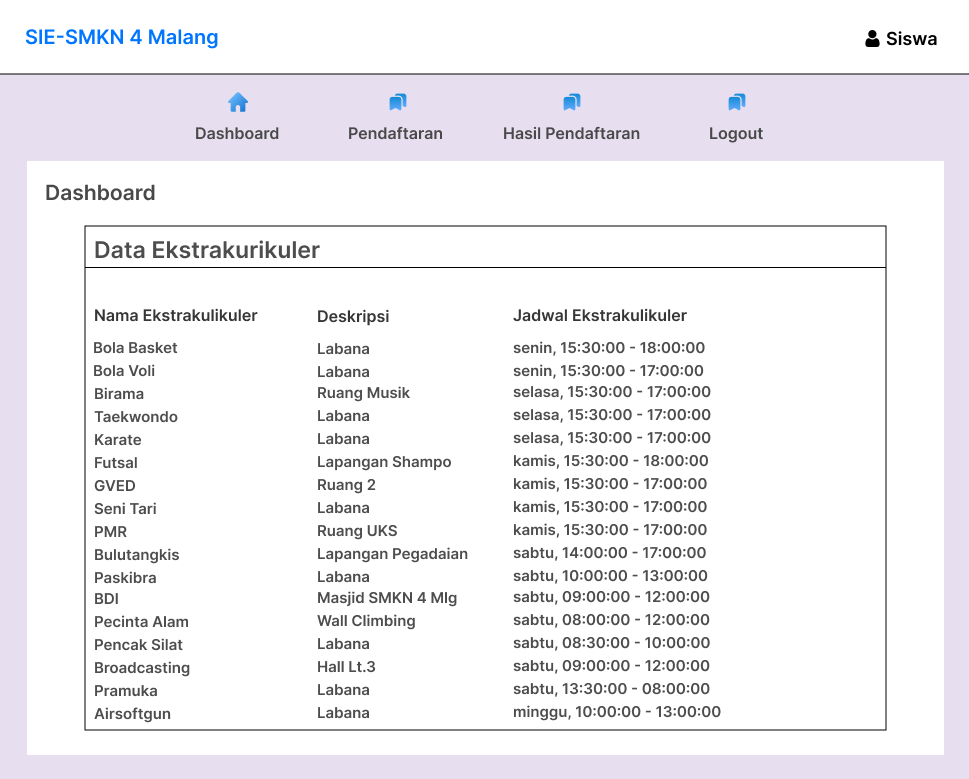 SIE-SMKN 4 Malang
Siswa
Dashboard Pendaftaran Hasil Pendaftaran Logout
Dashboard
Data Ekstrakurikuler
Nama Ekstrakulikuler Deskripsi Jadwal Ekstrakulikuler
Bola Basket Labana senin, 15:30:00 - 18:00:00
Bola Voli Labana senin, 15:30:00 - 17:00:00
Birama Ruang Musik selasa, 15:30:00 - 17:00:00
Taekwondo Labana selasa, 15:30:00 - 17:00:00
Karate Labana selasa, 15:30:00 - 17:00:00
Futsal Lapangan Shampo kamis, 15:30:00 - 18:00:00
GVED Ruang 2 kamis, 15:30:00 - 17:00:00
Seni Tari Labana kamis, 15:30:00 - 17:00:00
PMR Ruang UKS kamis, 15:30:00 - 17:00:00
Bulutangkis Lapangan Pegadaian sabtu, 14:00:00 - 17:00:00
Paskibra Labana sabtu, 10:00:00 - 13:00:00
BDI Masjid SMKN 4 Mlg sabtu, 09:00:00 - 12:00:00
Pecinta Alam Wall Climbing sabtu, 08:00:00 - 12:00:00
Pencak Silat Labana sabtu, 08:30:00 - 10:00:00
Broadcasting Hall Lt.3 sabtu, 09:00:00 - 12:00:00
Pramuka Labana sabtu, 13:30:00 - 08:00:00
Airsoftgun Labana minggu, 10:00:00 - 13:00:00